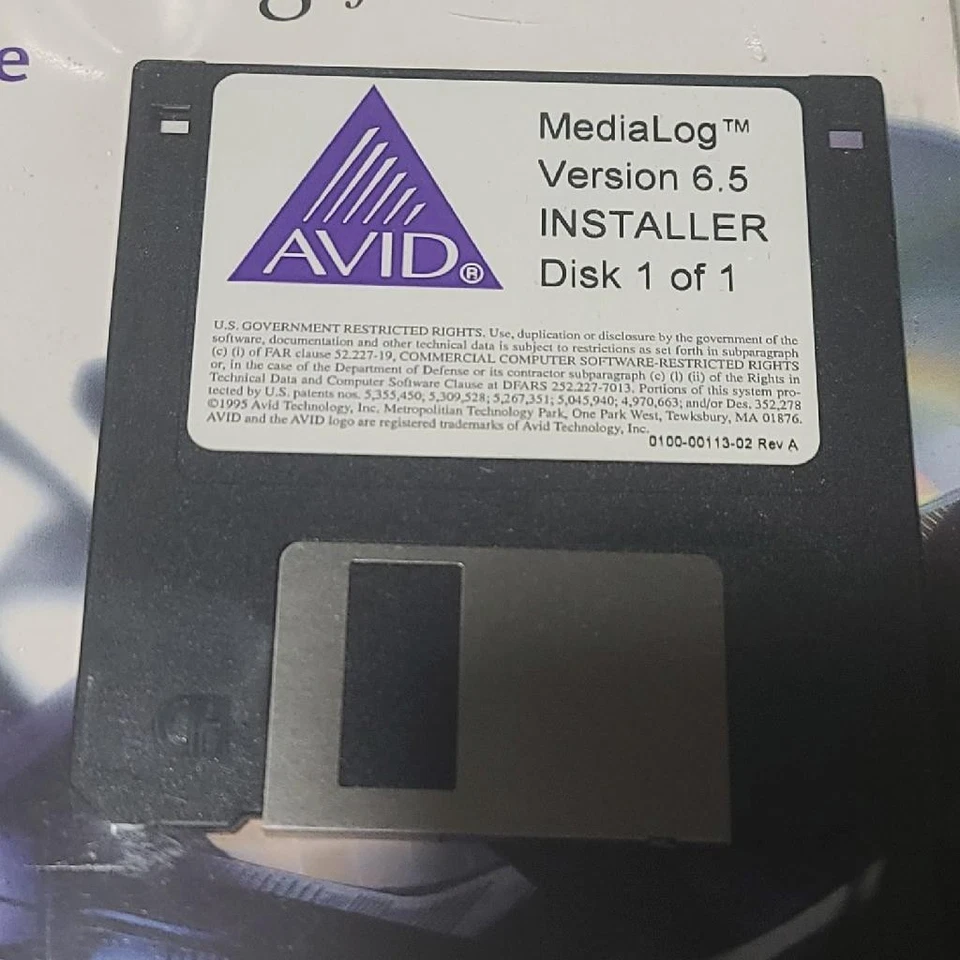 e
AVID®
MediaLog™
Version 6.5
INSTALLER
Disk 1 of 1
U.S. GOVERNMENT RESTRICTED RIGHTS. Use, duplication or disclosure by the government of the
software, documentation and other technical data is subject to restrictions as set forth in subparagraph
(c) (i) of FAR clause 52.227-19, COMMERCIAL COMPUTER SOFTWARE-RESTRICTED RIGHTS
or, in the case of the Department of Defense or its contractor subparagraph (c) (l) (ii) of the Rights in
Technical Data and Computer Software Clause at DFARS 252.227-7013. Portions of this system pro-
tected by U.S. patents nos. 5,355,450; 5,309,528; 5,267,351; 5,045,940; 4,970,663; and/or Des. 352,278
©1995 Avid Technology, Inc. Metropolitan Technology Park, One Park West, Tewksbury, MA 01876.
AVID and the AVID logo are registered trademarks of Avid Technology, Inc.
0100-00113-02 Rev A